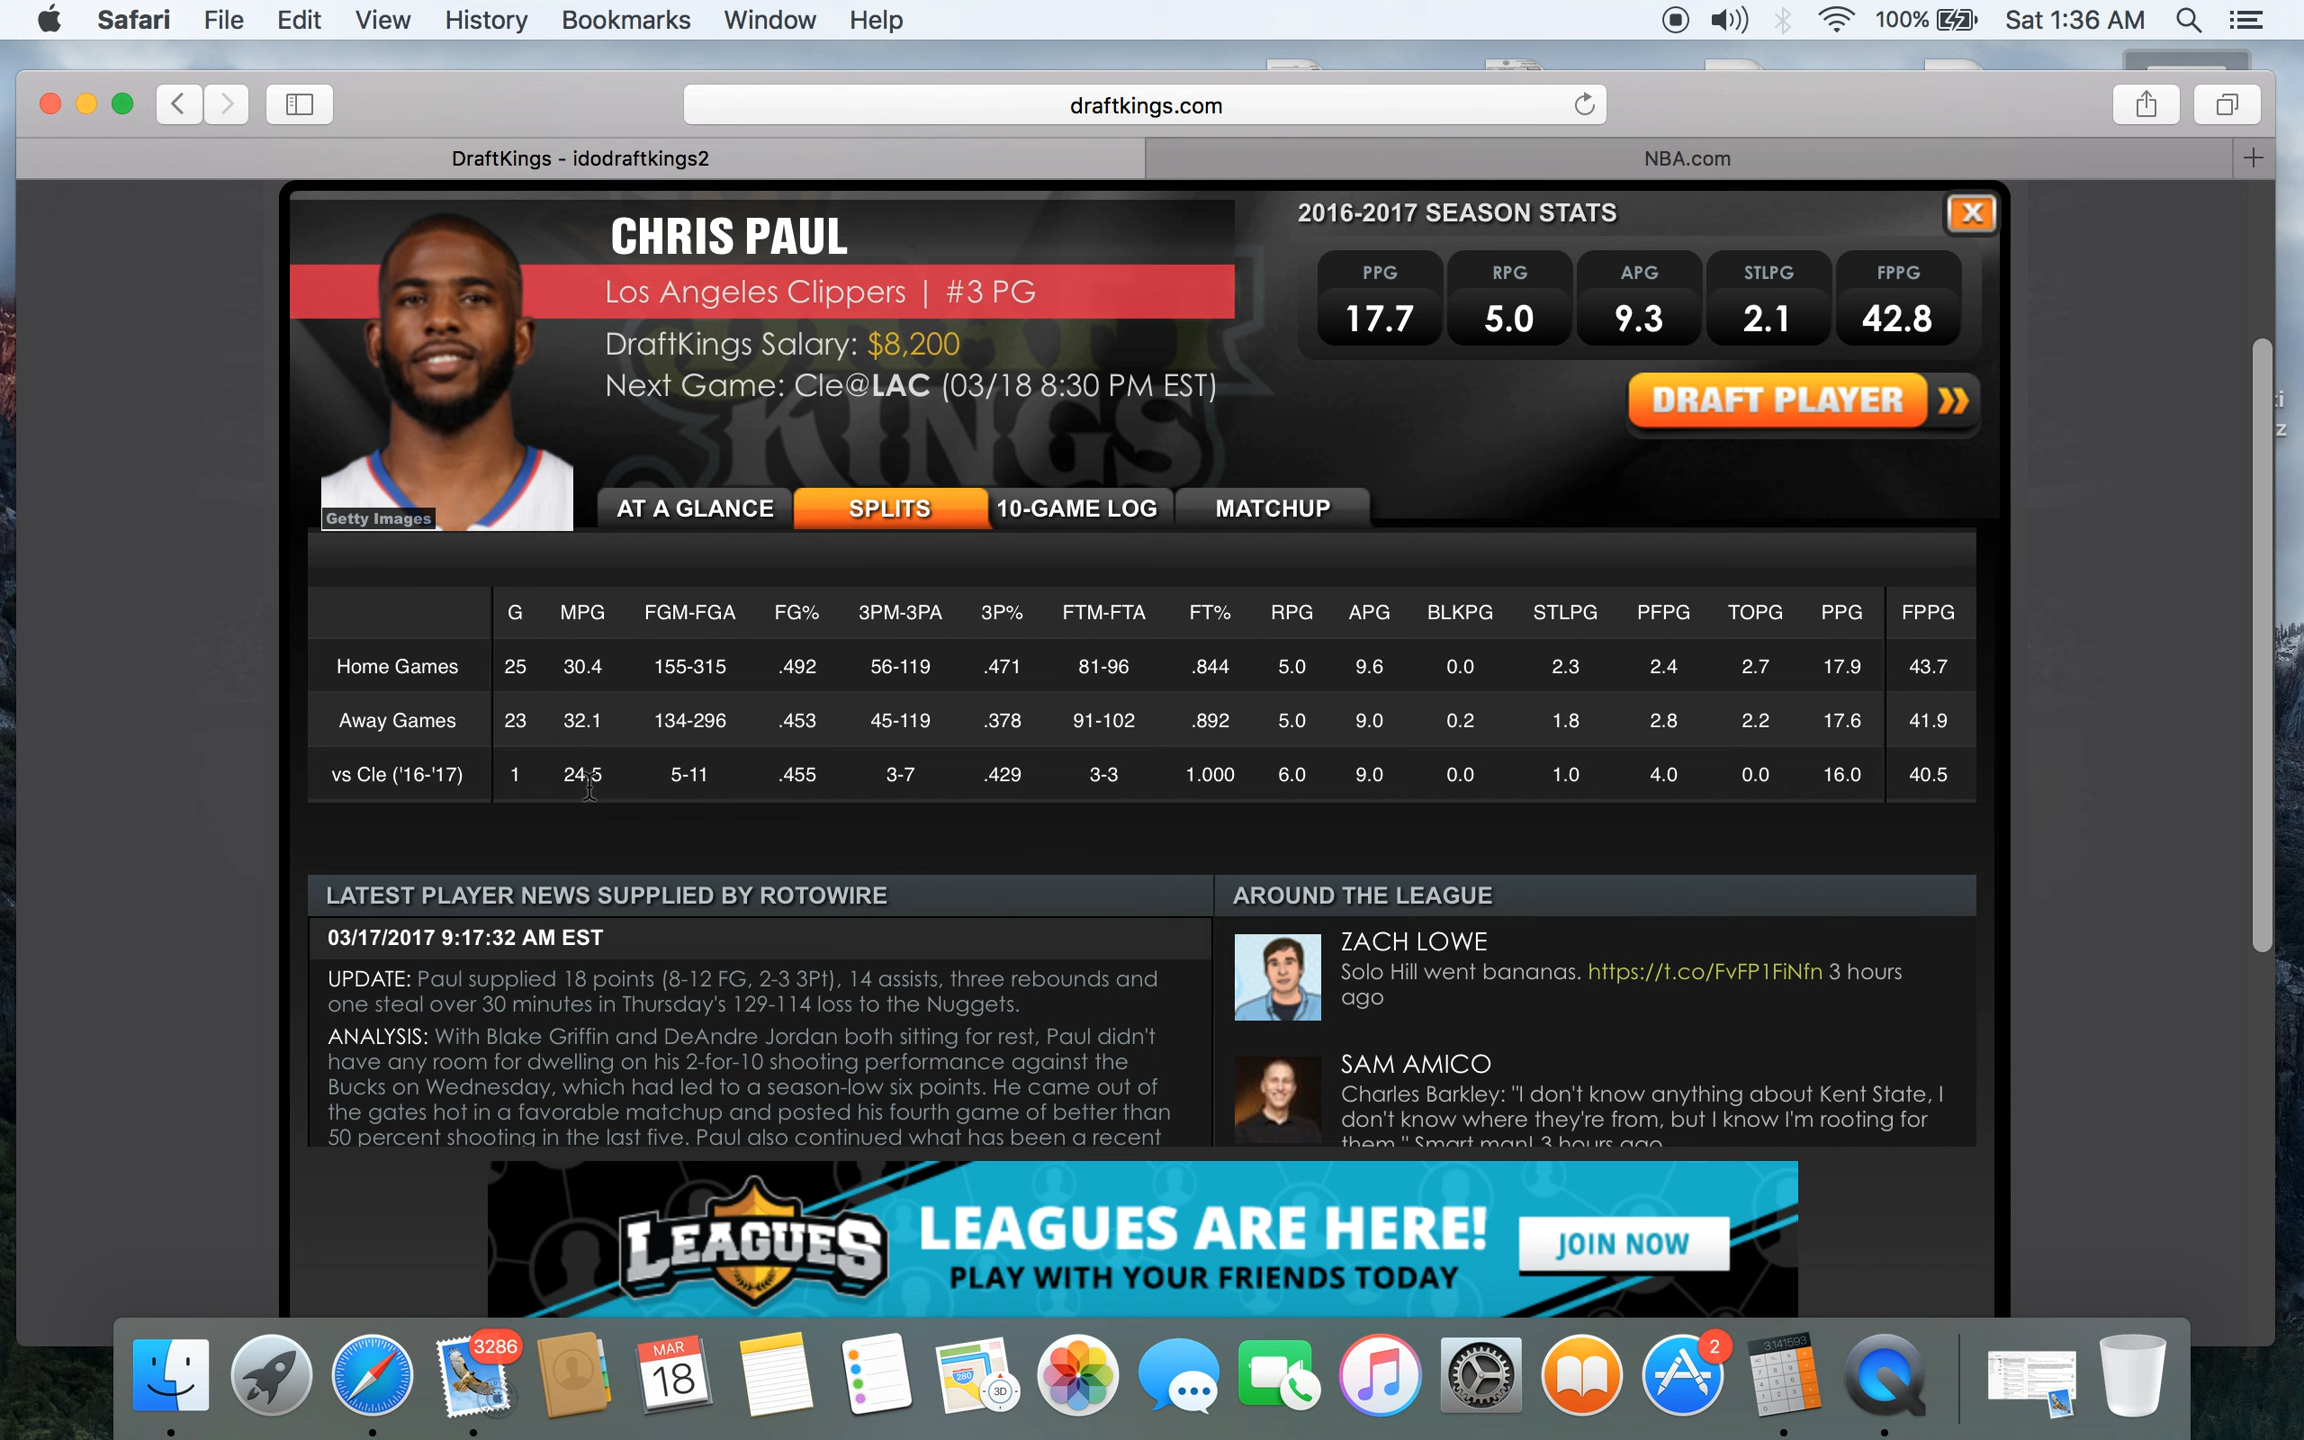 Safari File Edit View History Bookmarks Window Help 100% Sat 1:36 AM
draftkings.com
DraftKings - idodraftkings2 NBA.com
CHRIS PAUL
Los Angeles Clippers | #3 PG
DraftKings Salary: $8,200
Next Game: Cle@LAC (03/18 8:30 PM EST)
Getty Images
2016-2017 SEASON STATS X
PPG RPG APG STLPG FPPG
17.7 5.0 9.3 2.1 42.8
DRAFT PLAYER
KINGS
AT A GLANCE SPLITS 10-GAME LOG MATCHUP
G MPG FGM-FGA FG% 3PM-3PA 3P% FTM-FTA FT% RPG APG BLKPG STLPG PFPG TOPG PPG FPPG
Home Games 25 30.4 155-315 .492 56-119 .471 81-96 .844 5.0 9.6 0.0 2.3 2.4 2.7 17.9 43.7
Away Games 23 32.1 134-296 .453 45-119 .378 91-102 .892 5.0 9.0 0.2 1.8 2.8 2.2 17.6 41.9
vs Cle ('16-'17) 1 24.5 5-11 .455 3-7 .429 3-3 1.000 6.0 9.0 0.0 1.0 4.0 0.0 16.0 40.5
LATEST PLAYER NEWS SUPPLIED BY ROTOWIRE
03/17/2017 9:17:32 AM EST
UPDATE: Paul supplied 18 points (8-12 FG, 2-3 3Pt), 14 assists, three rebounds and
one steal over 30 minutes in Thursday's 129-114 loss to the Nuggets.
ANALYSIS: With Blake Griffin and DeAndre Jordan both sitting for rest, Paul didn't
have any room for dwelling on his 2-for-10 shooting performance against the
Bucks on Wednesday, which had led to a season-low six points. He came out of
the gates hot in a favorable matchup and posted his fourth game of better than
50 percent shooting in the last five. Paul also continued what has been a recent
AROUND THE LEAGUE
ZACH LOWE
Solo Hill went bananas. https://t.co/FvFP1FiNfn 3 hours
ago
SAM AMICO
Charles Barkley: "I don't know anything about Kent State, I
don't know where they're from, but I know I'm rooting for
them." Smart man! 3 hours ago
LEAGUES
LEAGUES ARE HERE!
PLAY WITH YOUR FRIENDS TODAY
JOIN NOW
3286
MAR
18
280
3D
2
3.141593